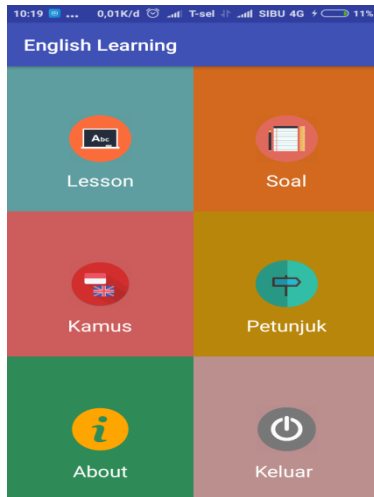 10:19 ... 0,01K/d T-sel SIBU 4G 11%
English Learning
Abc
Lesson
Soal
Kamus
Petunjuk
i
About
Keluar